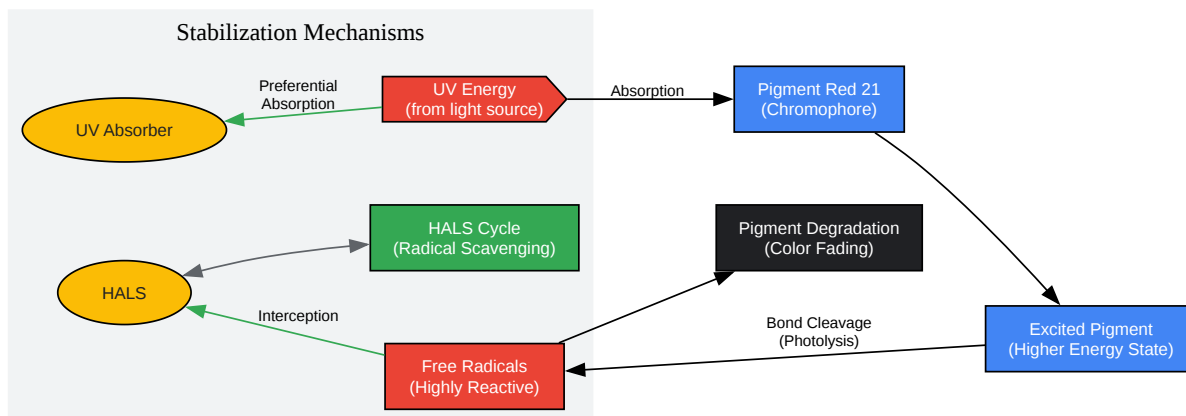 Stabilization Mechanisms
Preferential
Absorption
UV Absorber
UV Energy
(from light source)
Absorption
Pigment Red 21
(Chromophore)
HALS Cycle
(Radical Scavenging)
Pigment Degradation
(Color Fading)
HALS
Interception
Free Radicals
(Highly Reactive)
Bond Cleavage
(Photolysis)
Excited Pigment
(Higher Energy State)